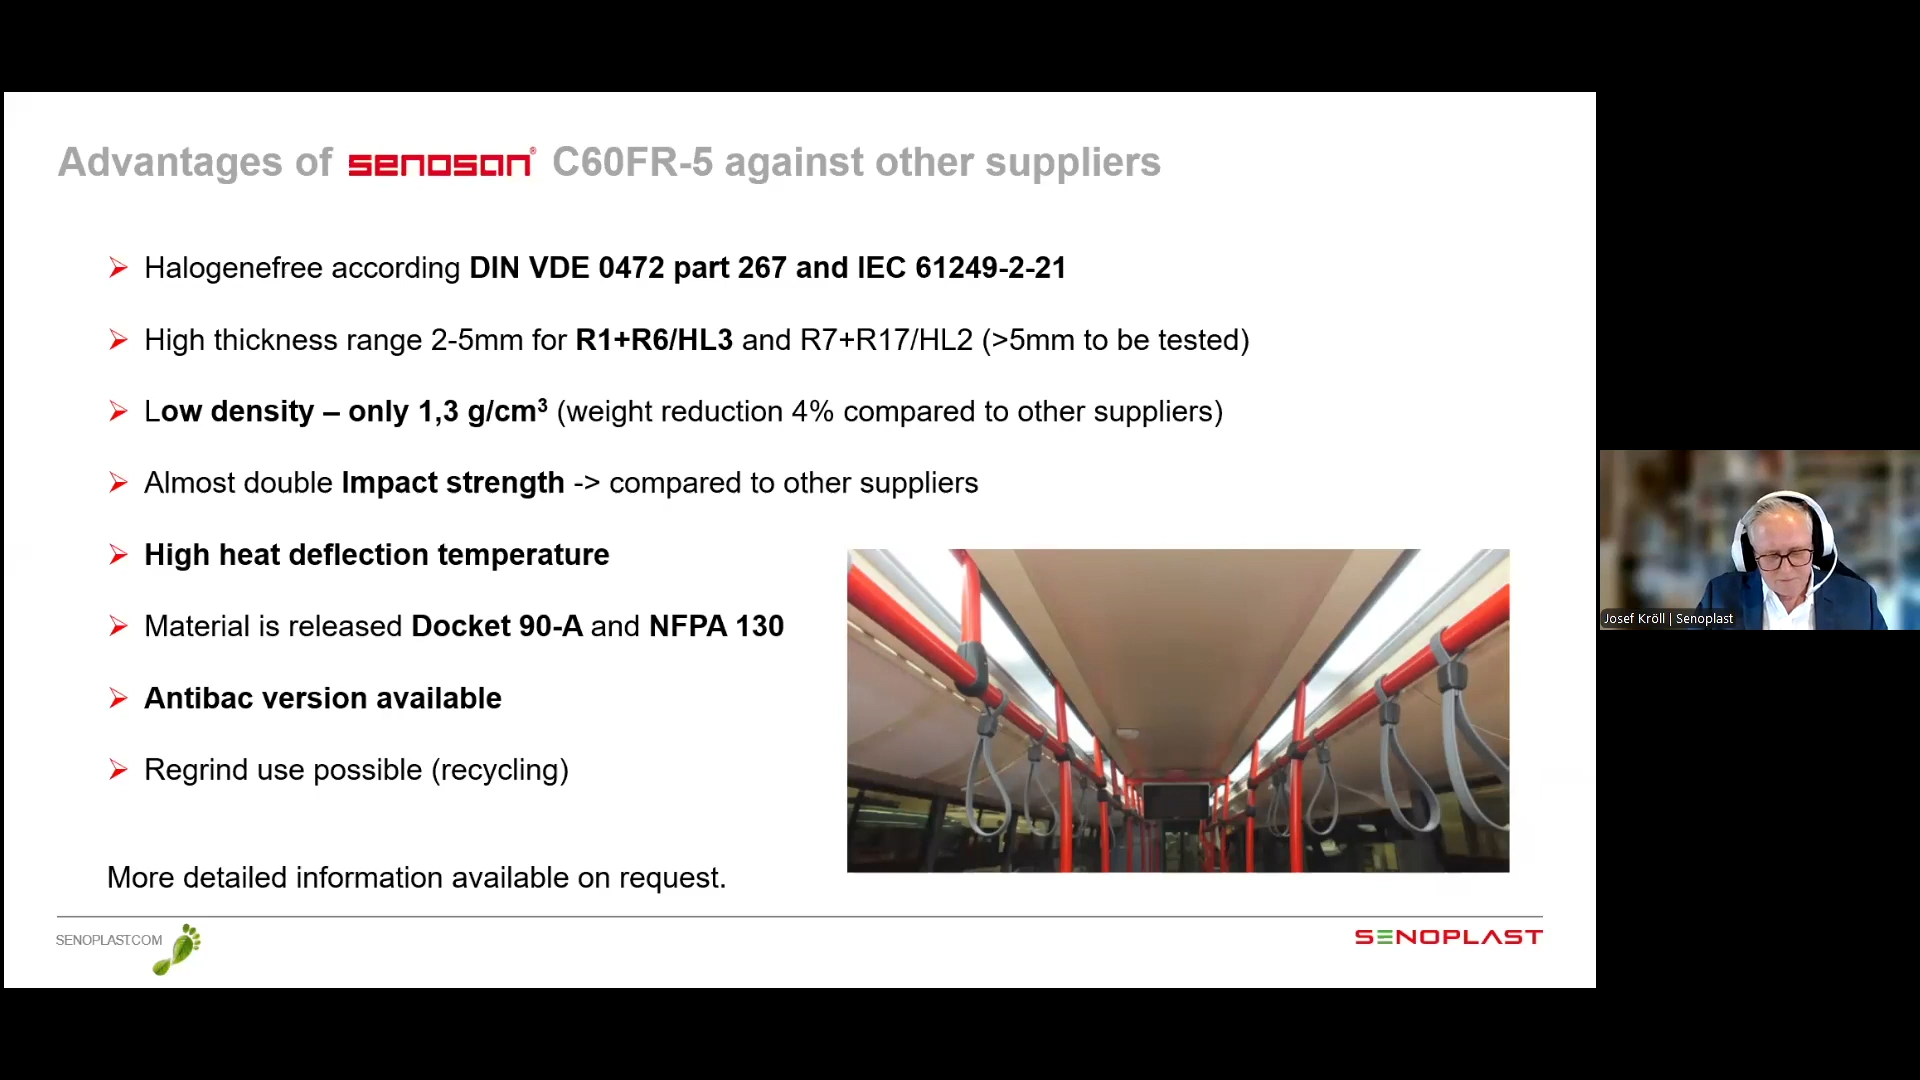 Advantages of senosan® C60FR-5 against other suppliers
Halogenefree according DIN VDE 0472 part 267 and IEC 61249-2-21
High thickness range 2-5mm for R1+R6/HL3 and R7+R17/HL2 (>5mm to be tested)
Low density – only 1,3 g/cm³ (weight reduction 4% compared to other suppliers)
Almost double Impact strength -> compared to other suppliers
High heat deflection temperature
Material is released Docket 90-A and NFPA 130
Antibac version available
Regrind use possible (recycling)
More detailed information available on request.
SENOPLAST.COM
SENOPLAST
Josef Kröll | Senoplast